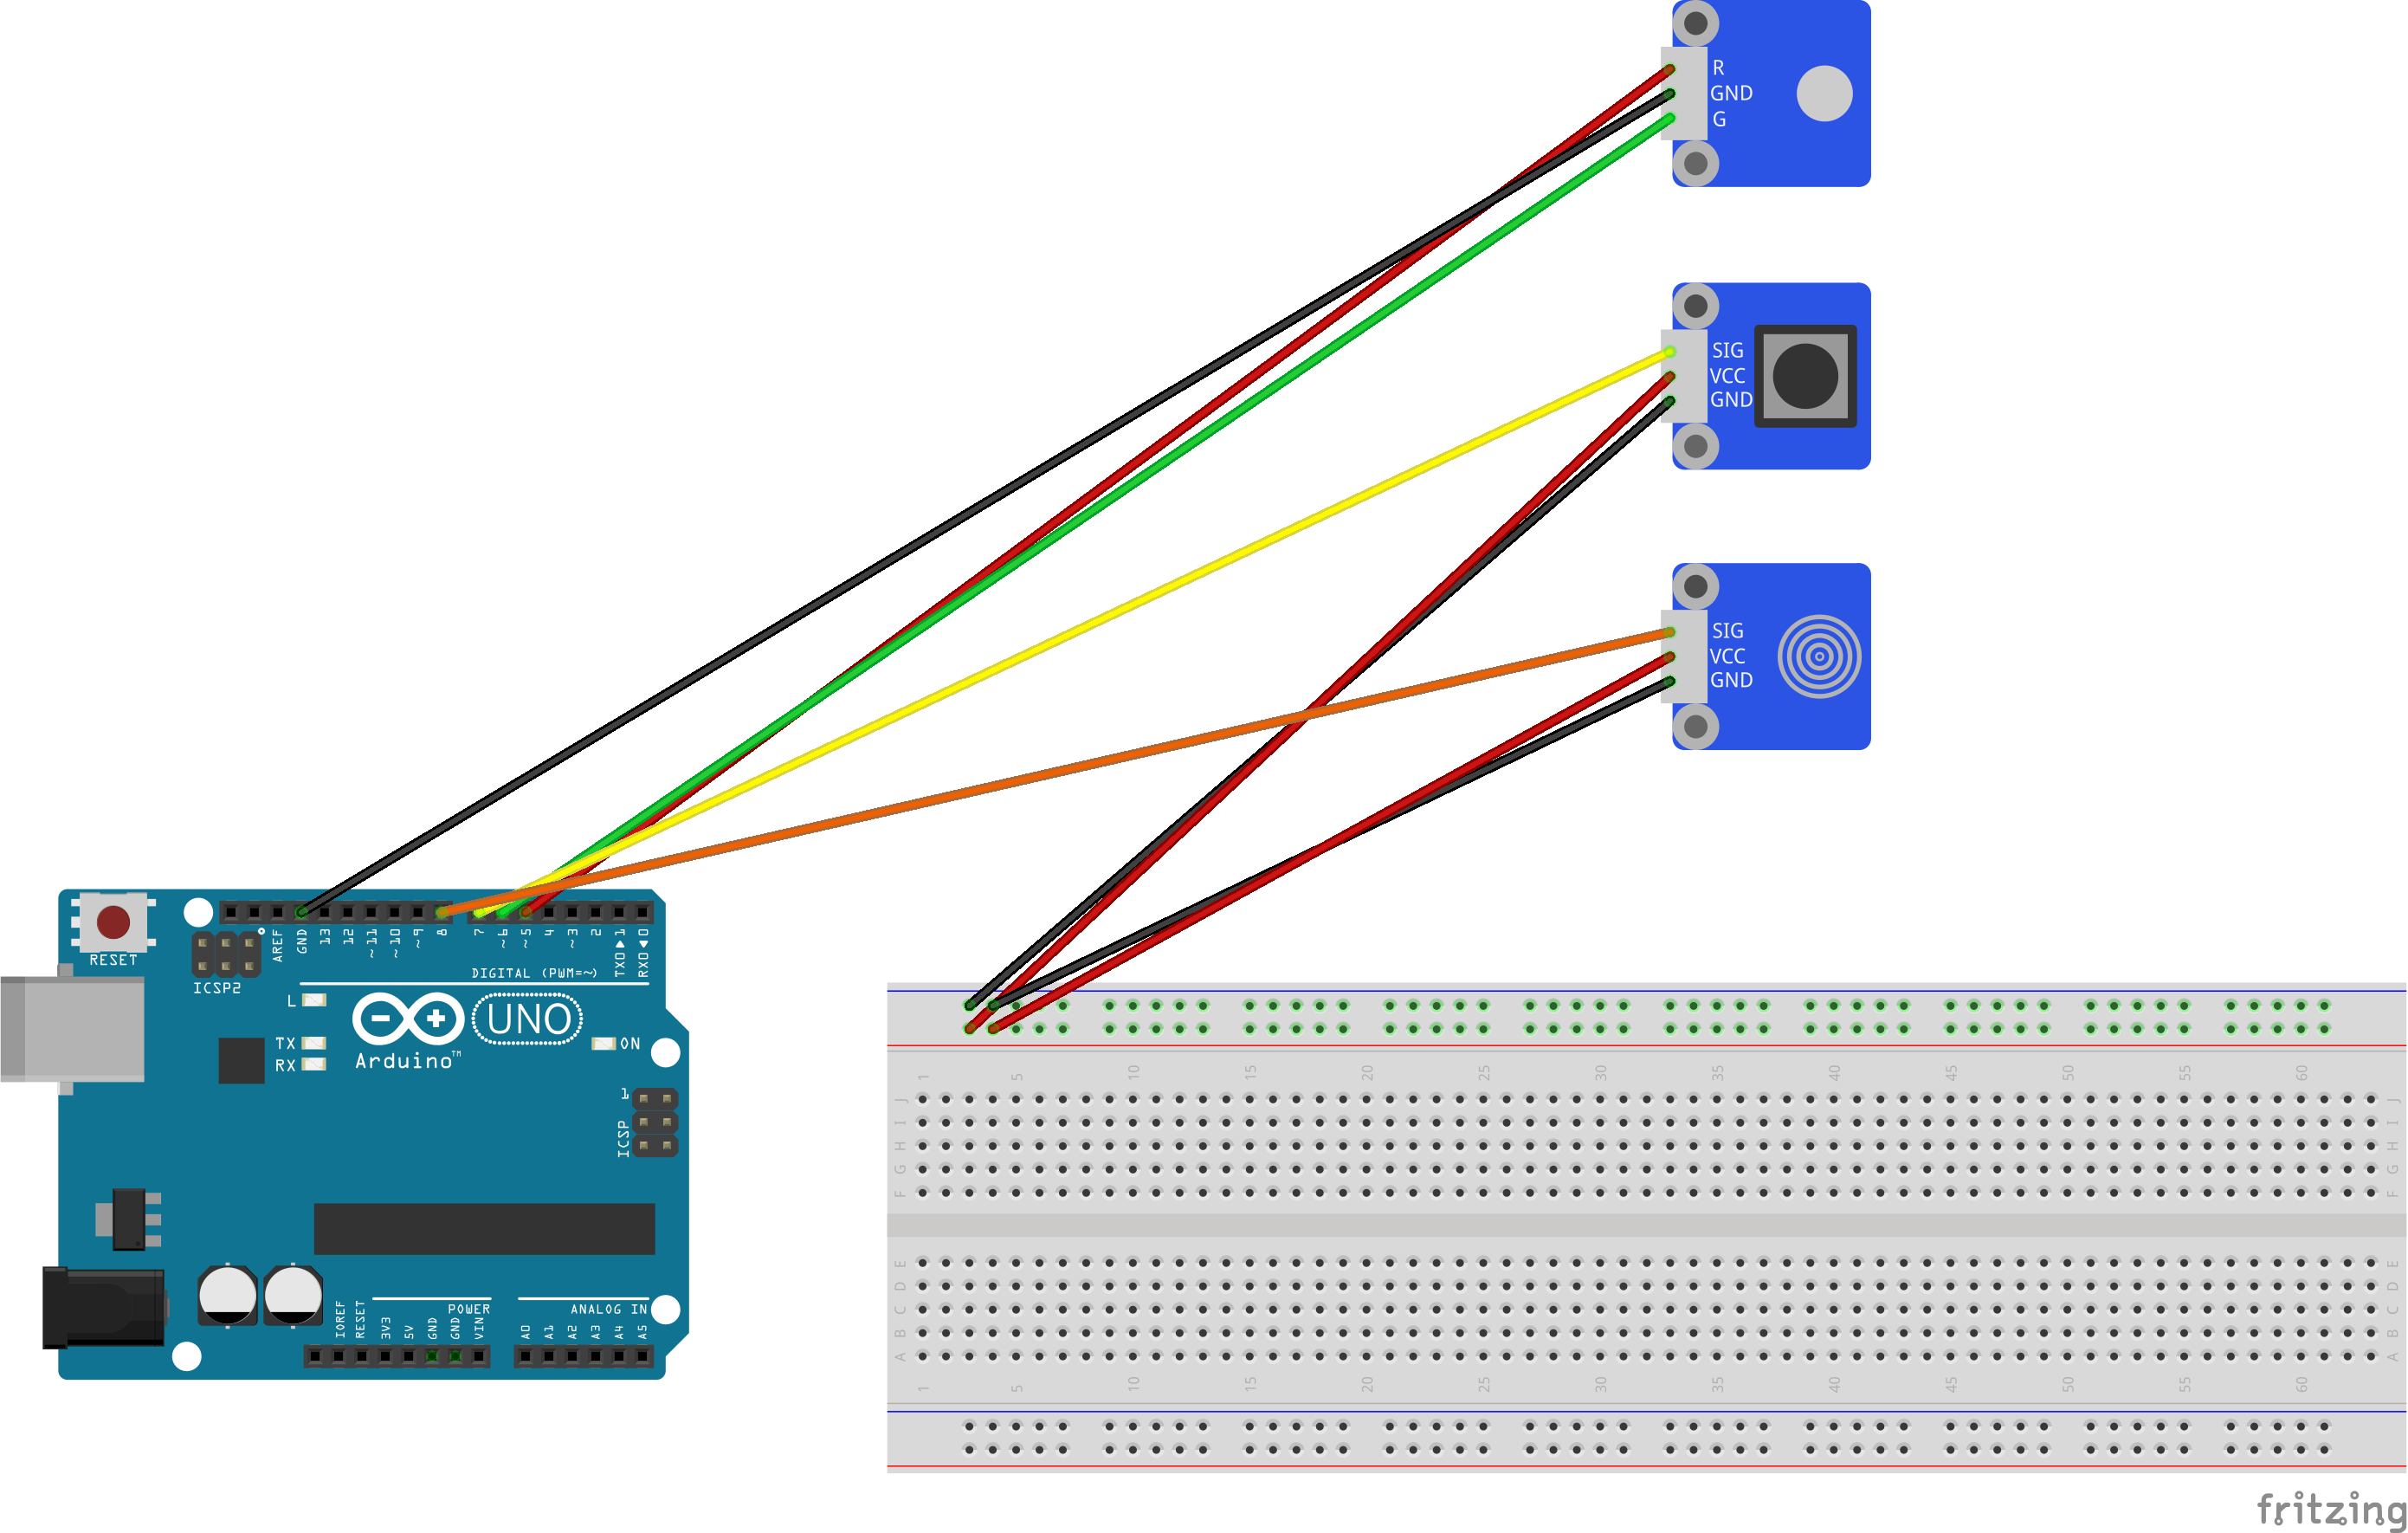 R
GND
G
SIG
VCC
GND
SIG
VCC
GND
RESET
ICSP2
AREF
GND
13
12
~11
~10
~9
8
7
~6
~5
4
~3
2
TX0▶1
RX0◀0
DIGITAL (PWM=~)
L
TX
RX
Arduino™
UNO
ON
1
ICSP
IOREF
RESET
3V3
5V
GND
GND
VIN
POWER
ANALOG IN
A0
A1
A2
A3
A4
A5
1 5 10 15 20 25 30 35 40 45 50 55 60
J J
I I
H H
G G
F F
E E
D D
C C
B B
A A
1 5 10 15 20 25 30 35 40 45 50 55 60
fritzing